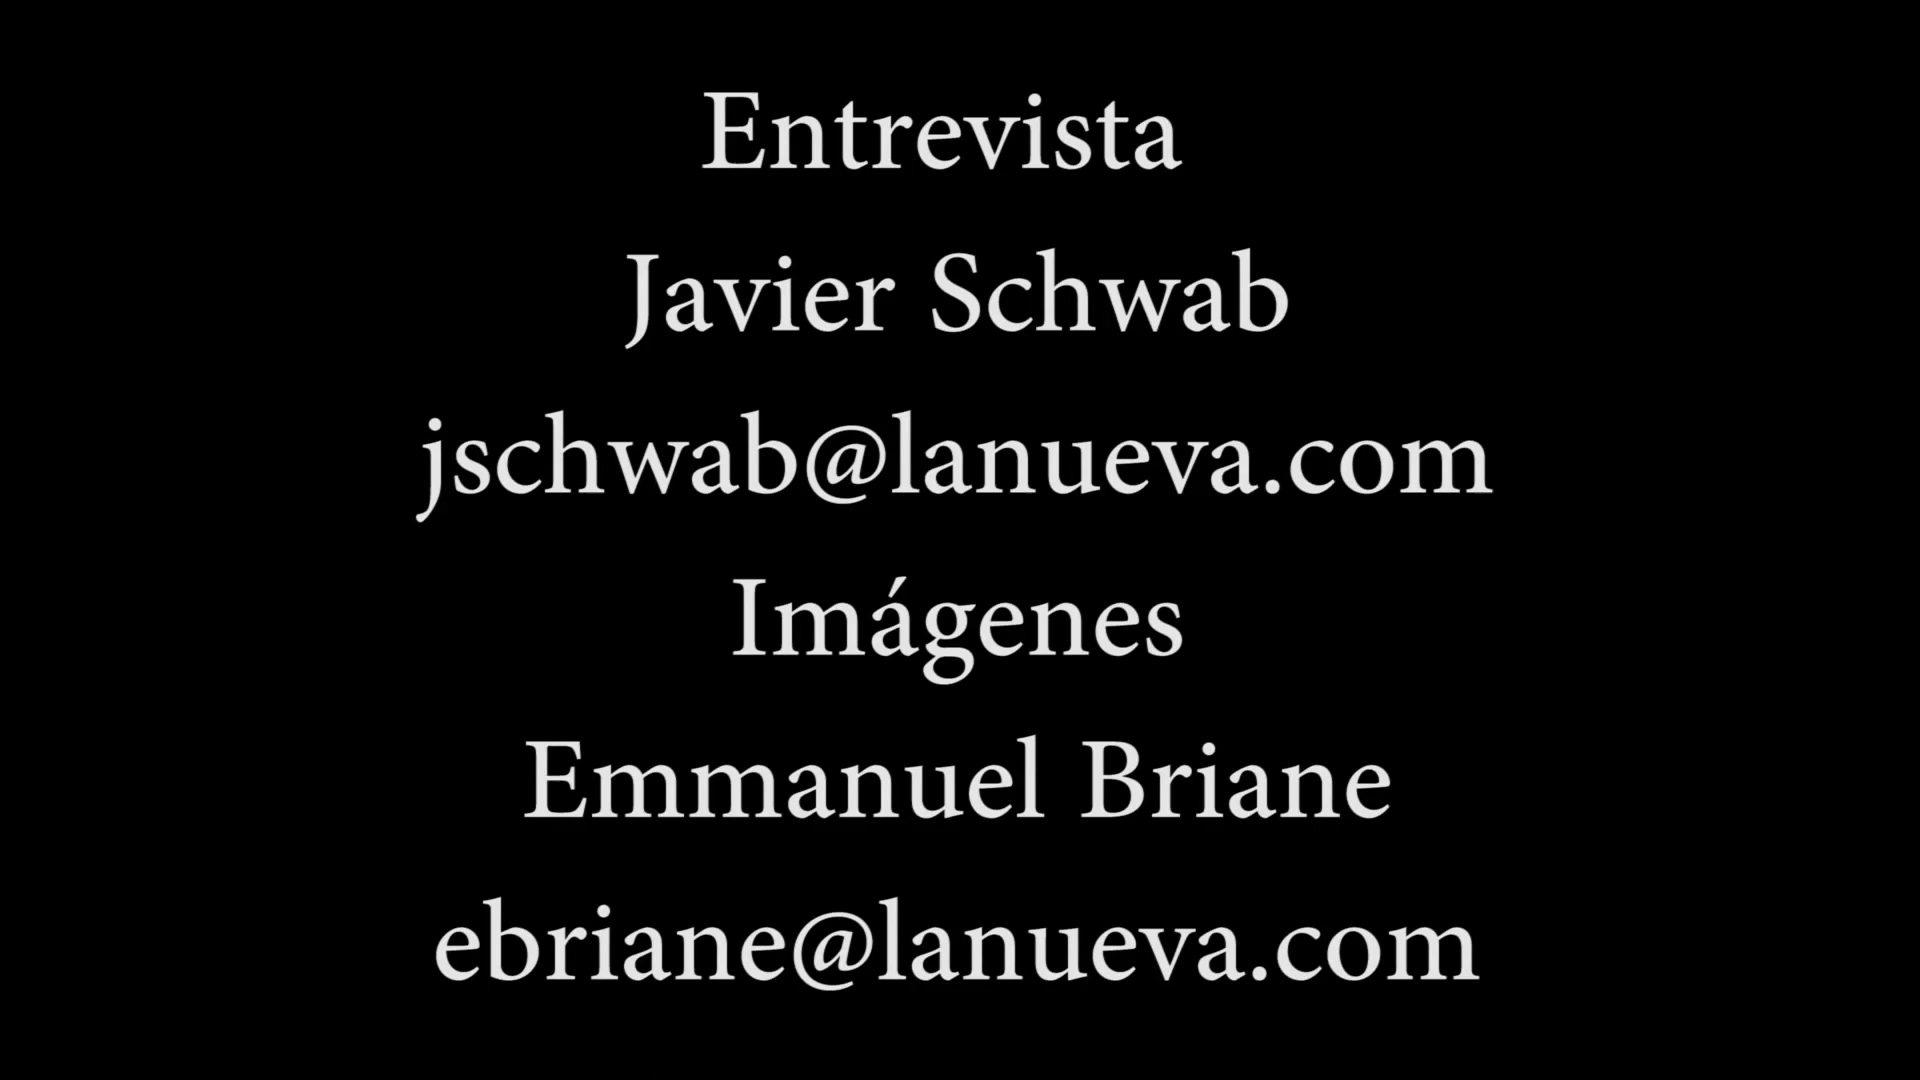 Entrevista
Javier Schwab
jschwab@lanueva.com
Imágenes
Emmanuel Briane
ebriane@lanueva.com